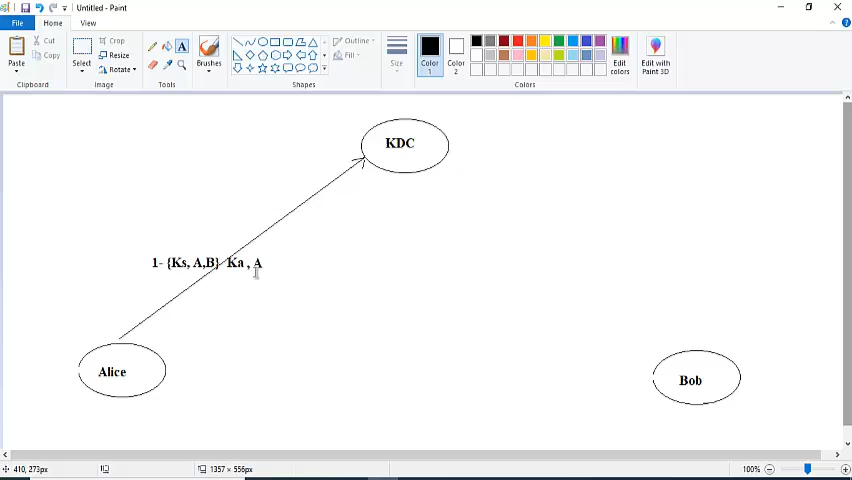 Untitled - Paint
File Home View
Paste
Cut
Copy
Clipboard
Select
Crop
Resize
Rotate
Image
A
Tools
Brushes
Outline
Fill
Shapes
Size
Color 1
Color 2
Edit colors
Colors
Edit with Paint 3D
KDC
1- {Ks, A,B} Ka , A
Alice
Bob
410, 273px
1357 × 556px
100%